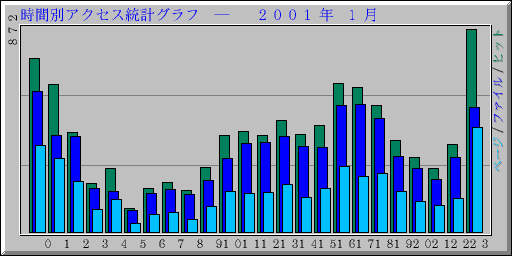 時間別アクセス統計グラフ — 2001年 1月
872
ページ/ファイル/ヒット
0 1 2 3 4 5 6 7 8 91 01 11 21 31 41 51 61 71 81 92 02 12 22 3